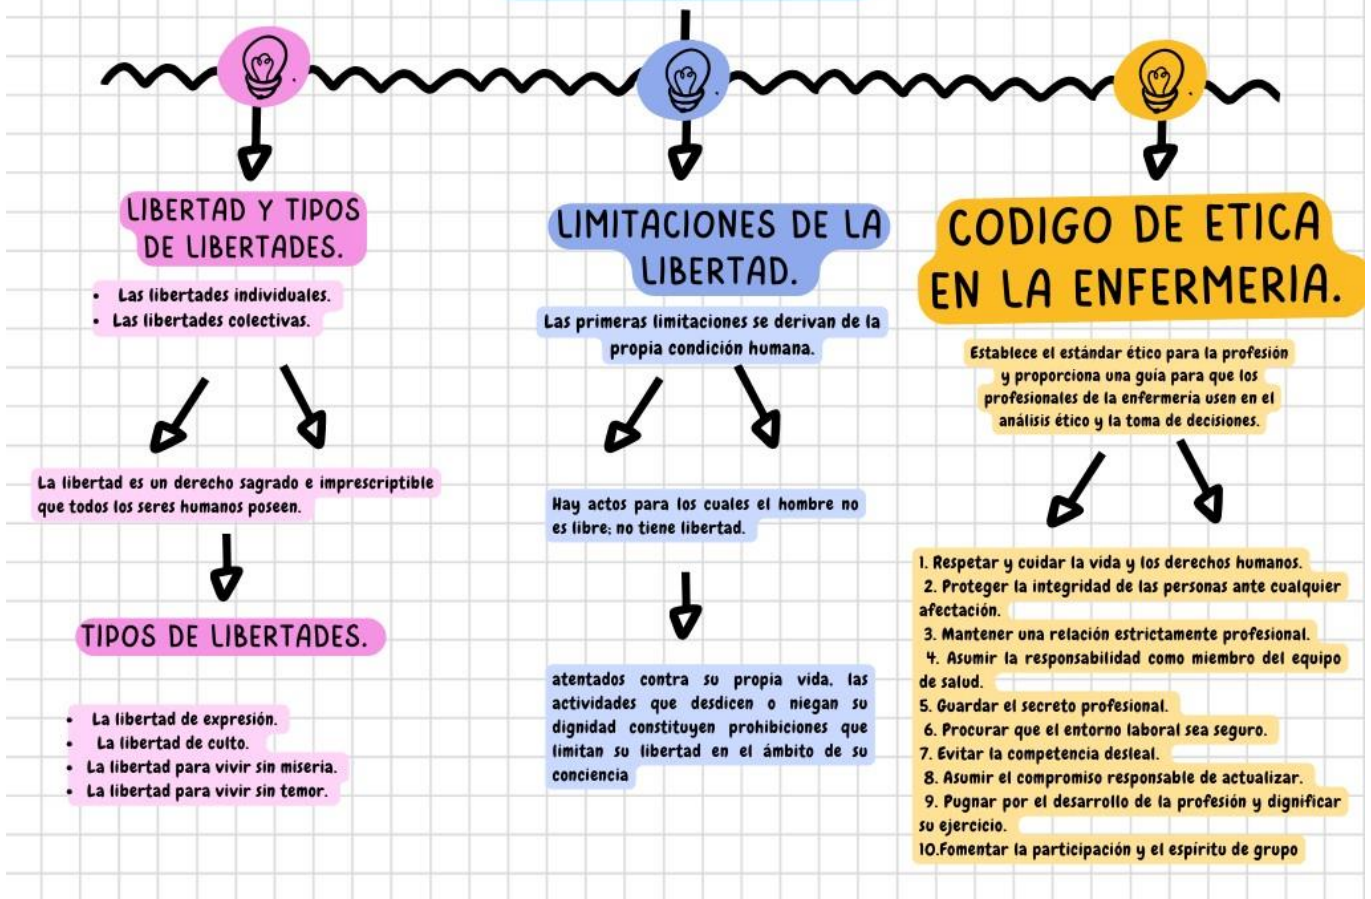 LIBERTAD Y TIPOS
DE LIBERTADES.
• Las libertades individuales.
• Las libertades colectivas.
La libertad es un derecho sagrado e imprescriptible
que todos los seres humanos poseen.
TIPOS DE LIBERTADES.
• La libertad de expresión.
• La libertad de culto.
• La libertad para vivir sin miseria.
• La libertad para vivir sin temor.
LIMITACIONES DE LA
LIBERTAD.
Las primeras limitaciones se derivan de la
propia condición humana.
Hay actos para los cuales el hombre no
es libre; no tiene libertad.
atentados contra su propia vida, las
actividades que desdicen o niegan su
dignidad constituyen prohibiciones que
limitan su libertad en el ámbito de su
conciencia
CODIGO DE ETICA
EN LA ENFERMERIA.
Establece el estándar ético para la profesión
y proporciona una guía para que los
profesionales de la enfermería usen en el
análisis ético y la toma de decisiones.
1. Respetar y cuidar la vida y los derechos humanos.
2. Proteger la integridad de las personas ante cualquier
afectación.
3. Mantener una relación estrictamente profesional.
4. Asumir la responsabilidad como miembro del equipo
de salud.
5. Guardar el secreto profesional.
6. Procurar que el entorno laboral sea seguro.
7. Evitar la competencia desleal.
8. Asumir el compromiso responsable de actualizar.
9. Pugnar por el desarrollo de la profesión y dignificar
su ejercicio.
10.Fomentar la participación y el espíritu de grupo